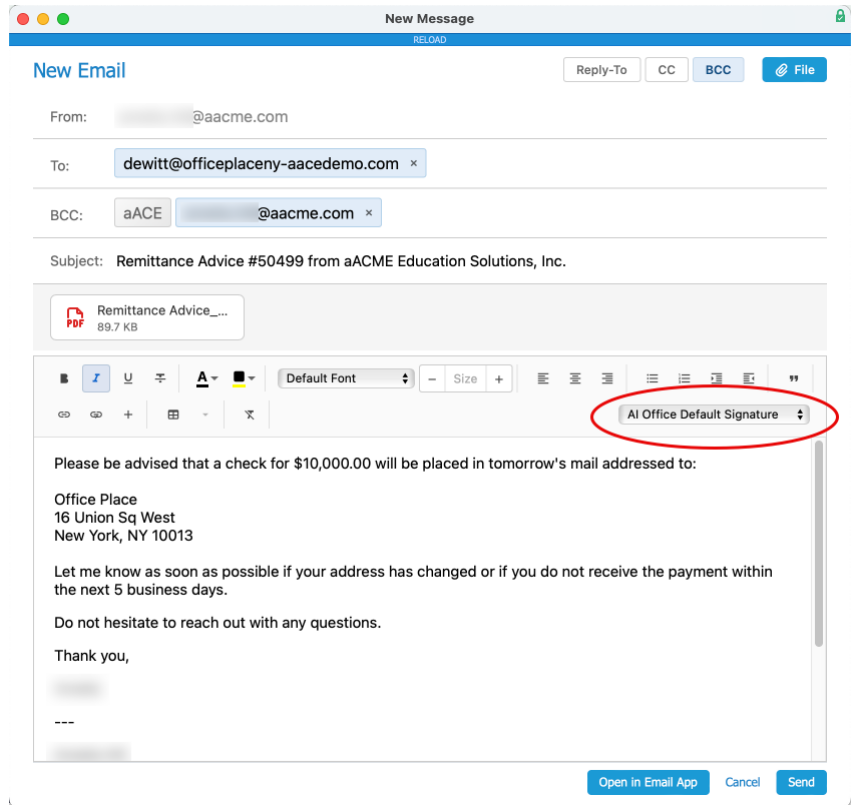 New Message
RELOAD
New Email
Reply-To CC BCC File
From: @aacme.com
To: dewitt@officeplaceny-aacedemo.com ×
BCC: aACE @aacme.com ×
Subject: Remittance Advice #50499 from aACME Education Solutions, Inc.
PDF
Remittance Advice_...
89.7 KB
B I U A Default Font − Size +
AI Office Default Signature
Please be advised that a check for $10,000.00 will be placed in tomorrow's mail addressed to:
Office Place
16 Union Sq West
New York, NY 10013
Let me know as soon as possible if your address has changed or if you do not receive the payment within
the next 5 business days.
Do not hesitate to reach out with any questions.
Thank you,
---
Open in Email App Cancel Send